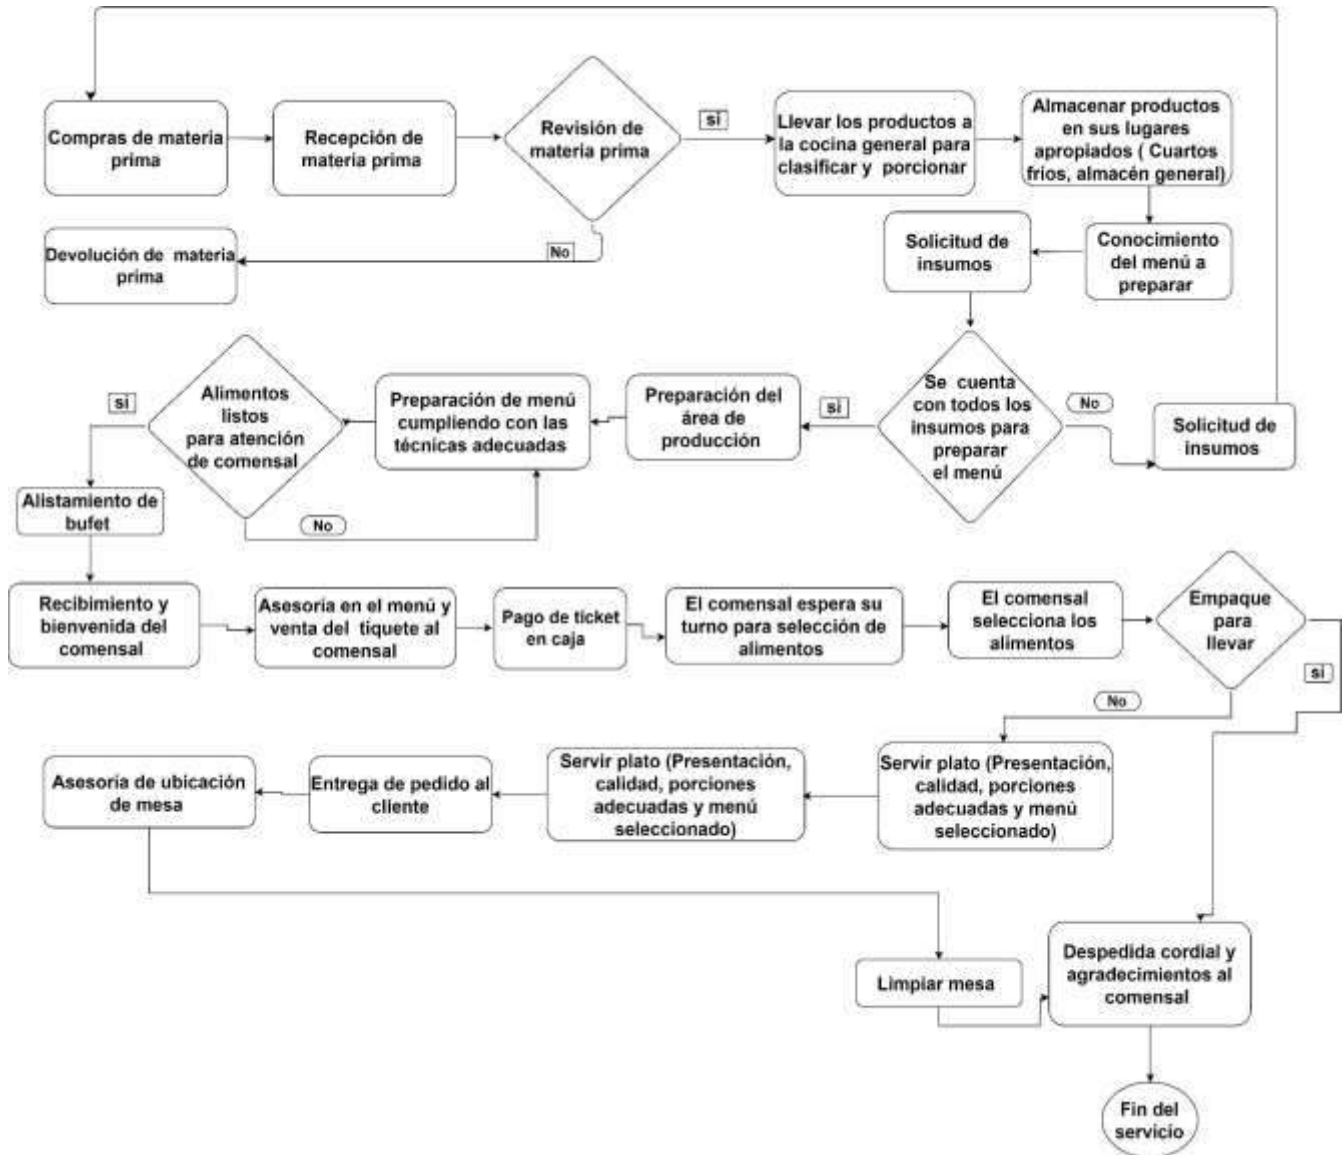 Compras de materia
prima
Recepción de
materia prima
Revisión de
materia prima
si
Llevar los productos a
la cocina general para
clasificar y porcionar
Almacenar productos
en sus lugares
apropiados ( Cuartos
fríos, almacén general)
Devolución de materia
prima
No
Solicitud de
insumos
Conocimiento
del menú a
preparar
si
Alimentos
listos
para atención
de comensal
Preparación de menú
cumpliendo con las
técnicas adecuadas
Preparación del
área de
producción
si
Se cuenta
con todos los
insumos para
preparar
el menú
No
Solicitud de
insumos
Alistamiento de
bufet
No
Recibimiento y
bienvenida del
comensal
Asesoría en el menú y
venta del tiquete al
comensal
Pago de ticket
en caja
El comensal espera su
turno para selección de
alimentos
El comensal
selecciona los
alimentos
Empaque
para
llevar
si
No
Asesoría de ubicación
de mesa
Entrega de pedido al
cliente
Servir plato (Presentación,
calidad, porciones
adecuadas y menú
seleccionado)
Servir plato (Presentación,
calidad, porciones
adecuadas y menú
seleccionado)
Limpiar mesa
Despedida cordial y
agradecimientos al
comensal
Fin del
servicio